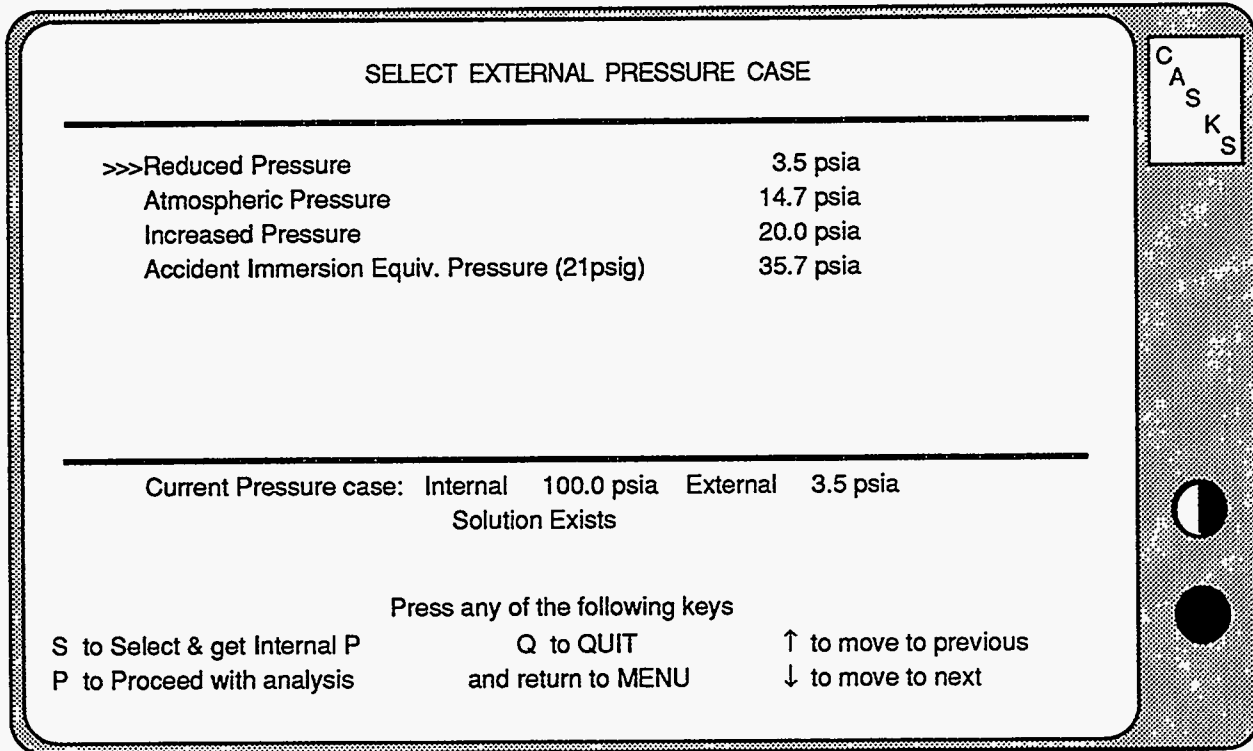 SELECT EXTERNAL PRESSURE CASE
CASKS
>>>Reduced Pressure 3.5 psia
Atmospheric Pressure 14.7 psia
Increased Pressure 20.0 psia
Accident Immersion Equiv. Pressure (21psig) 35.7 psia
Current Pressure case: Internal 100.0 psia External 3.5 psia
Solution Exists
Press any of the following keys
S to Select & get Internal P Q to QUIT ↑ to move to previous
P to Proceed with analysis and return to MENU ↓ to move to next